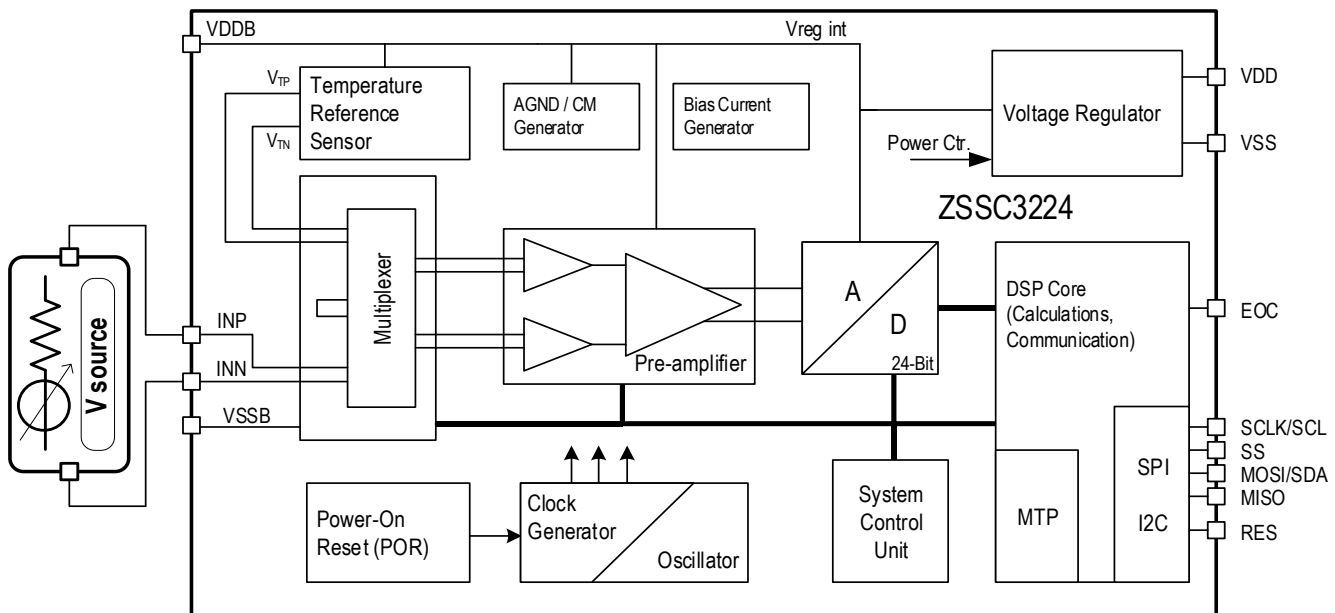 VDDB
Vreg int
VTP
Temperature
Reference
Sensor
VTN
AGND / CM
Generator
Bias Current
Generator
Voltage Regulator
Power Ctr.
VDD
VSS
ZSSC3224
V source
INP
INN
VSSB
Multiplexer
Pre-amplifier
A
D
24-Bit
DSP Core
(Calculations,
Communication)
EOC
SCLK/SCL
SS
MOSI/SDA
MISO
RES
SPI
I2C
MTP
Power-On
Reset (POR)
Clock
Generator
Oscillator
System
Control
Unit